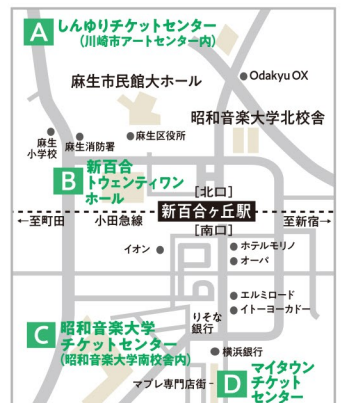 A しんゆりチケットセンター
(川崎市アートセンター内)
麻生市民館大ホール
Odakyu OX
昭和音楽大学北校舎
麻生
小学校
麻生消防署
麻生区役所
B 新百合
トウェンティワン
ホール
[北口]
←至町田
小田急線
新百合ヶ丘駅
至新宿→
[南口]
イオン
ホテルモリノ
オーパ
エルミロード
イトーヨーカドー
りそな
銀行
C 昭和音楽大学
チケットセンター
(昭和音楽大学南校舎内)
横浜銀行
マプレ専門店街
D マイタウン
チケット
センター